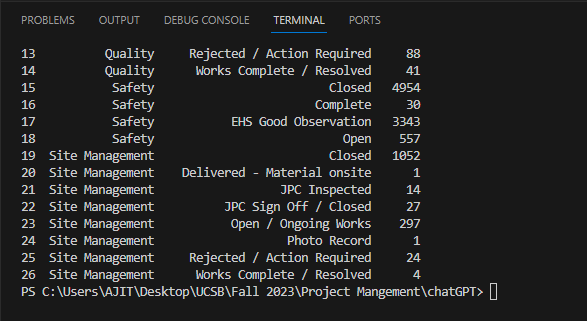 PROBLEMS OUTPUT DEBUG CONSOLE TERMINAL PORTS
13 Quality Rejected / Action Required 88
14 Quality Works Complete / Resolved 41
15 Safety Closed 4954
16 Safety Complete 30
17 Safety EHS Good Observation 3343
18 Safety Open 557
19 Site Management Closed 1052
20 Site Management Delivered - Material onsite 1
21 Site Management JPC Inspected 14
22 Site Management JPC Sign Off / Closed 27
23 Site Management Open / Ongoing Works 297
24 Site Management Photo Record 1
25 Site Management Rejected / Action Required 24
26 Site Management Works Complete / Resolved 4
PS C:\Users\AJIT\Desktop\UCSB\Fall 2023\Project Mangement\chatGPT>